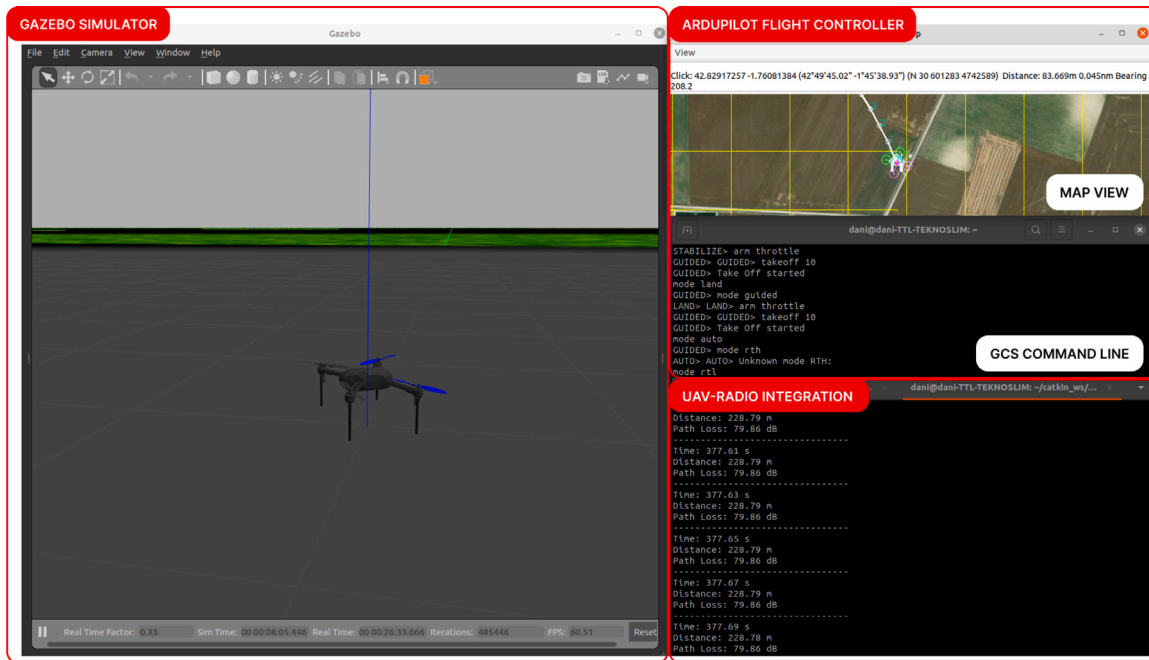 GAZEBO SIMULATOR
Gazebo
File Edit Camera View Window Help
Real Time Factor: 0.33 Sim Time: 00 00:08:05.446 Real Time: 00 00:26:33.666 Iterations: 485446 FPS: 60.51 Reset
ARDUPILOT FLIGHT CONTROLLER
View
Click: 42.82917257 -1.76081384 (42°49'45.02" -1°45'38.93") (N 30 601283 4742589) Distance: 83.669m 0.045nm Bearing
208.2
MAP VIEW
dani@dani-TTL-TEKNOSLIM: ~
STABILIZE> arm throttle
GUIDED> GUIDED> takeoff 10
GUIDED> Take Off started
mode land
GUIDED> mode guided
LAND> LAND> arm throttle
GUIDED> GUIDED> takeoff 10
GUIDED> Take Off started
mode auto
GUIDED> mode rth
AUTO> AUTO> Unknown mode RTH:
mode rtl
GCS COMMAND LINE
UAV-RADIO INTEGRATION
dani@dani-TTL-TEKNOSLIM: ~/catkin_ws/...
Distance: 228.79 m
Path Loss: 79.86 dB
-------------------------------
Time: 377.61 s
Distance: 228.79 m
Path Loss: 79.86 dB
-------------------------------
Time: 377.63 s
Distance: 228.79 m
Path Loss: 79.86 dB
-------------------------------
Time: 377.65 s
Distance: 228.79 m
Path Loss: 79.86 dB
-------------------------------
Time: 377.67 s
Distance: 228.79 m
Path Loss: 79.86 dB
-------------------------------
Time: 377.69 s
Distance: 228.78 m
Path Loss: 79.86 dB